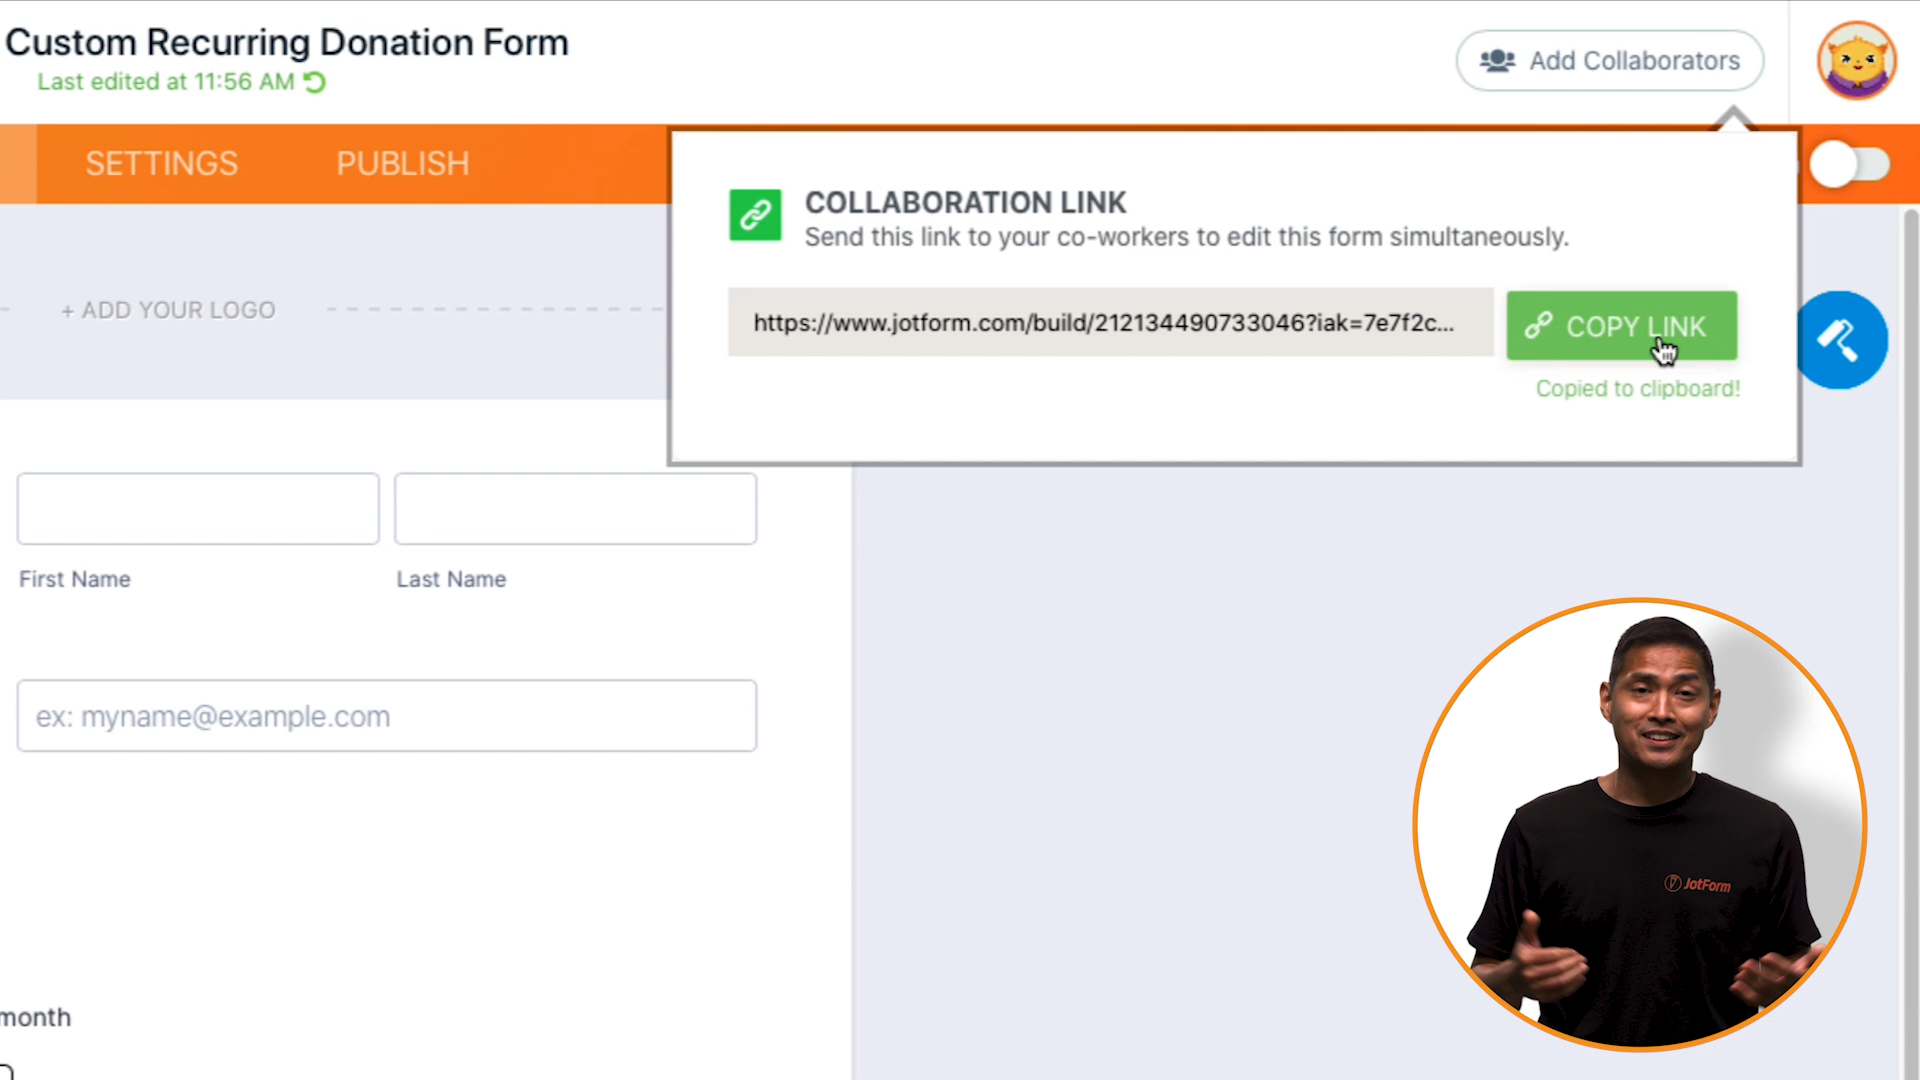 Custom Recurring Donation Form
Last edited at 11:56 AM
Add Collaborators
SETTINGS
PUBLISH
COLLABORATION LINK
Send this link to your co-workers to edit this form simultaneously.
+ ADD YOUR LOGO
https://www.jotform.com/build/212134490733046?iak=7e7f2c...
COPY LINK
Copied to clipboard!
First Name
Last Name
ex: myname@example.com
JotForm
month